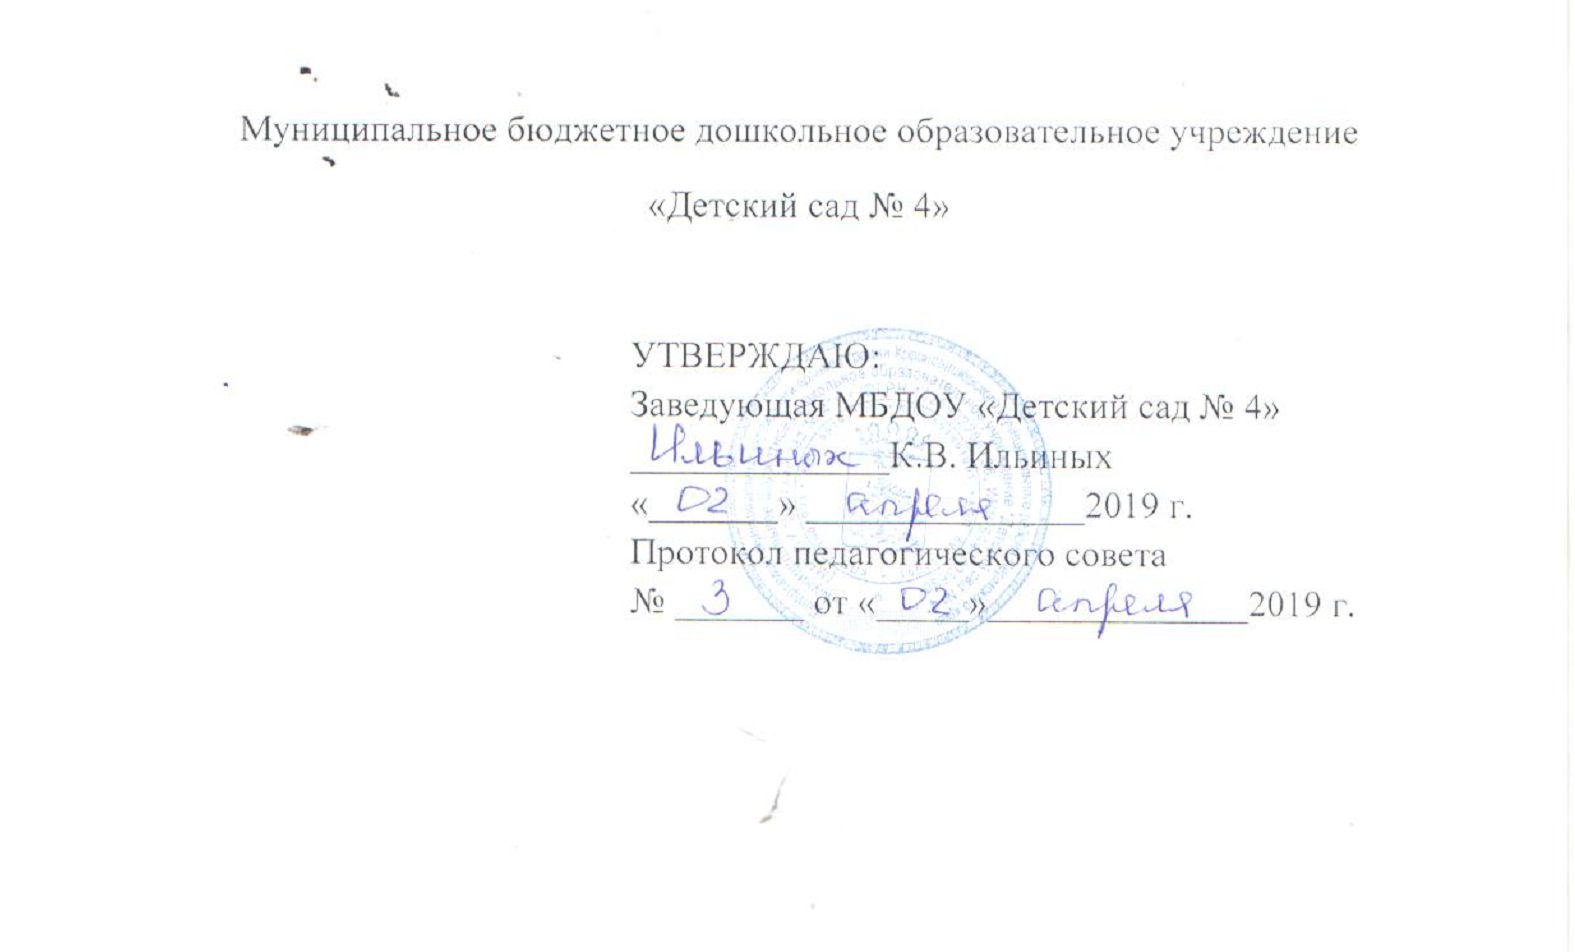 Муниципальное бюджетное дошкольное образовательное учреждение
«Детский сад № 4»
УТВЕРЖДАЮ:
Заведующая МБДОУ «Детский сад № 4»
Ильиных К.В. Ильиных
« 02 » апреля 2019 г.
Протокол педагогического совета
№ 3 от « 02 » апреля 2019 г.